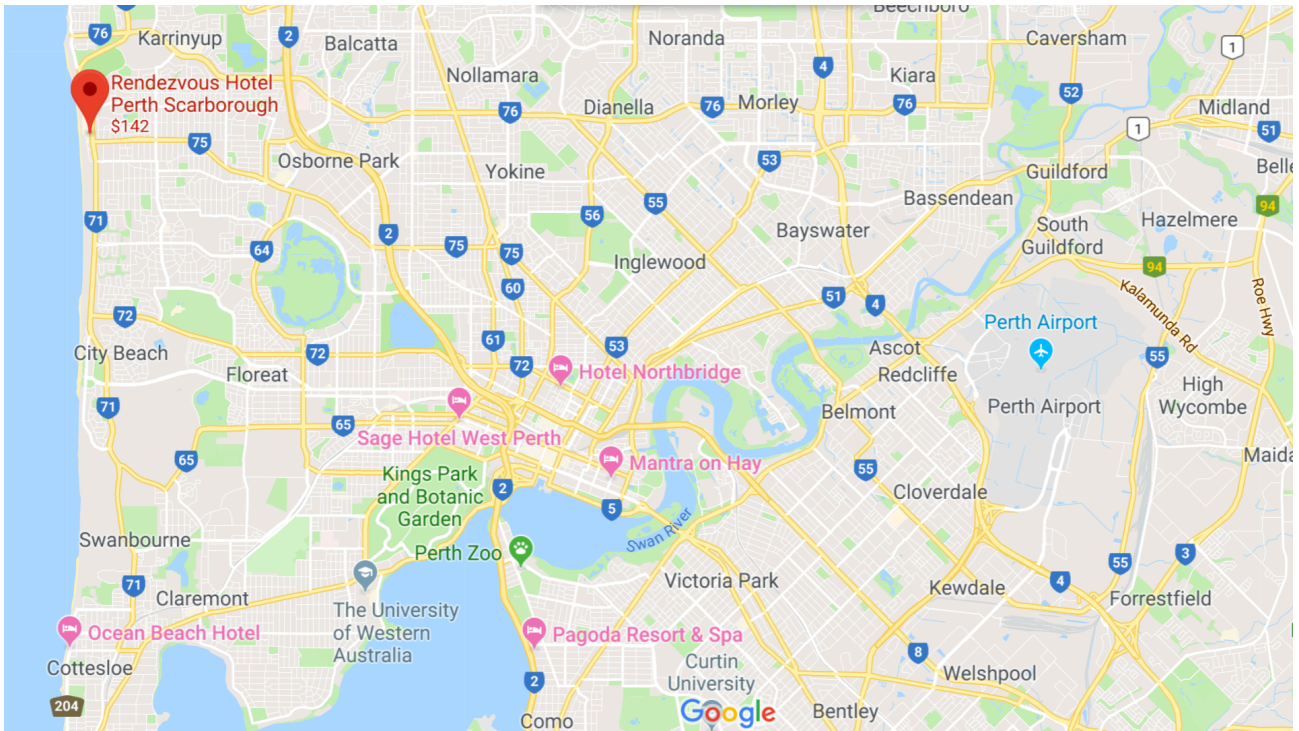 Beechboro
76
Karrinyup
2
Balcatta
Noranda
4
Caversham
1
Rendezvous Hotel
Perth Scarborough
$142
Nollamara
76
Dianella
76
Morley
Kiara
76
52
Midland
1
51
75
Osborne Park
Yokine
53
Guildford
Belle
71
55
56
Bassendean
94
Hazelmere
2
64
75
75
Inglewood
Bayswater
South
Guildford
94
60
51
4
Kalamunda Rd
Roe Hwy
72
61
53
Perth Airport
City Beach
72
72
Hotel Northbridge
Ascot
Redcliffe
55
Floreat
71
Perth Airport
High
Wycombe
65
Sage Hotel West Perth
Belmont
65
Kings Park
and Botanic
Garden
Mantra on Hay
55
Maida
2
5
Cloverdale
Swan River
Swanbourne
Perth Zoo
3
71
Claremont
Victoria Park
Kewdale
4
55
Forrestfield
The University
of Western
Australia
Ocean Beach Hotel
Pagoda Resort & Spa
Cottesloe
8
Curtin
University
Welshpool
2
204
Como
Google
Bentley